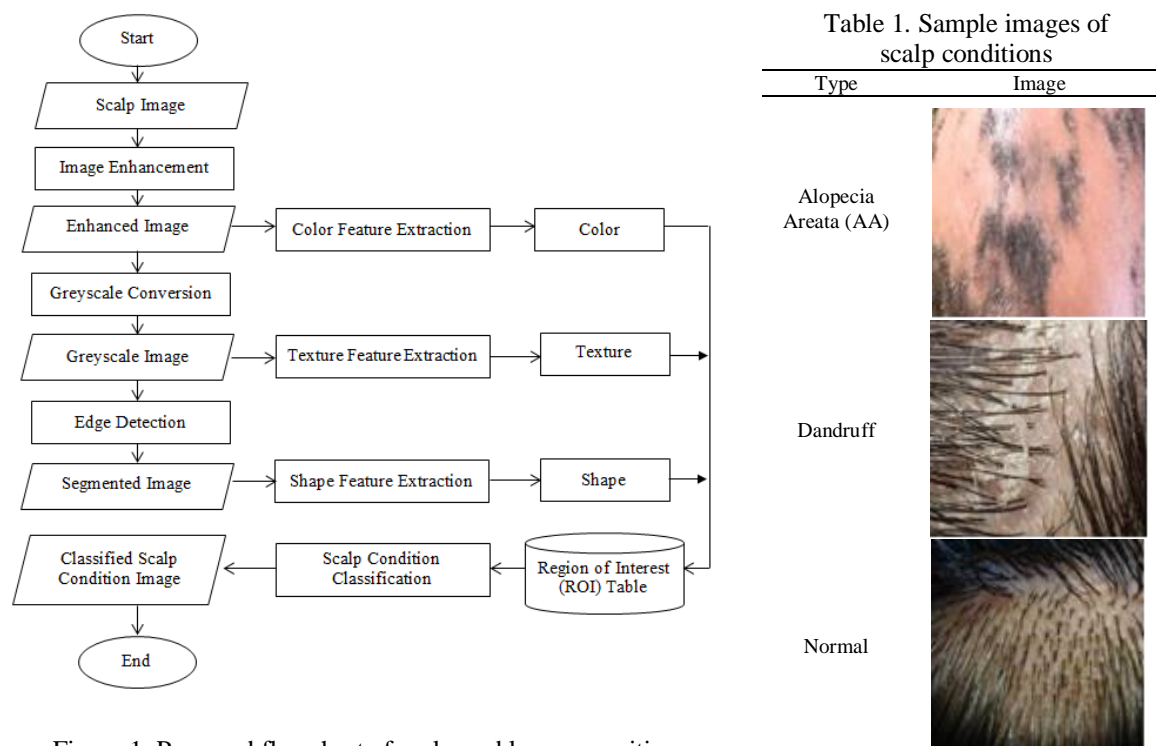 Start
Scalp Image
Image Enhancement
Enhanced Image
Color Feature Extraction
Color
Greyscale Conversion
Greyscale Image
Texture Feature Extraction
Texture
Edge Detection
Segmented Image
Shape Feature Extraction
Shape
Classified Scalp
Condition Image
Scalp Condition
Classification
Region of Interest
(ROI) Table
End
Table 1. Sample images of
scalp conditions
Type Image
Alopecia
Areata (AA)
Dandruff
Normal